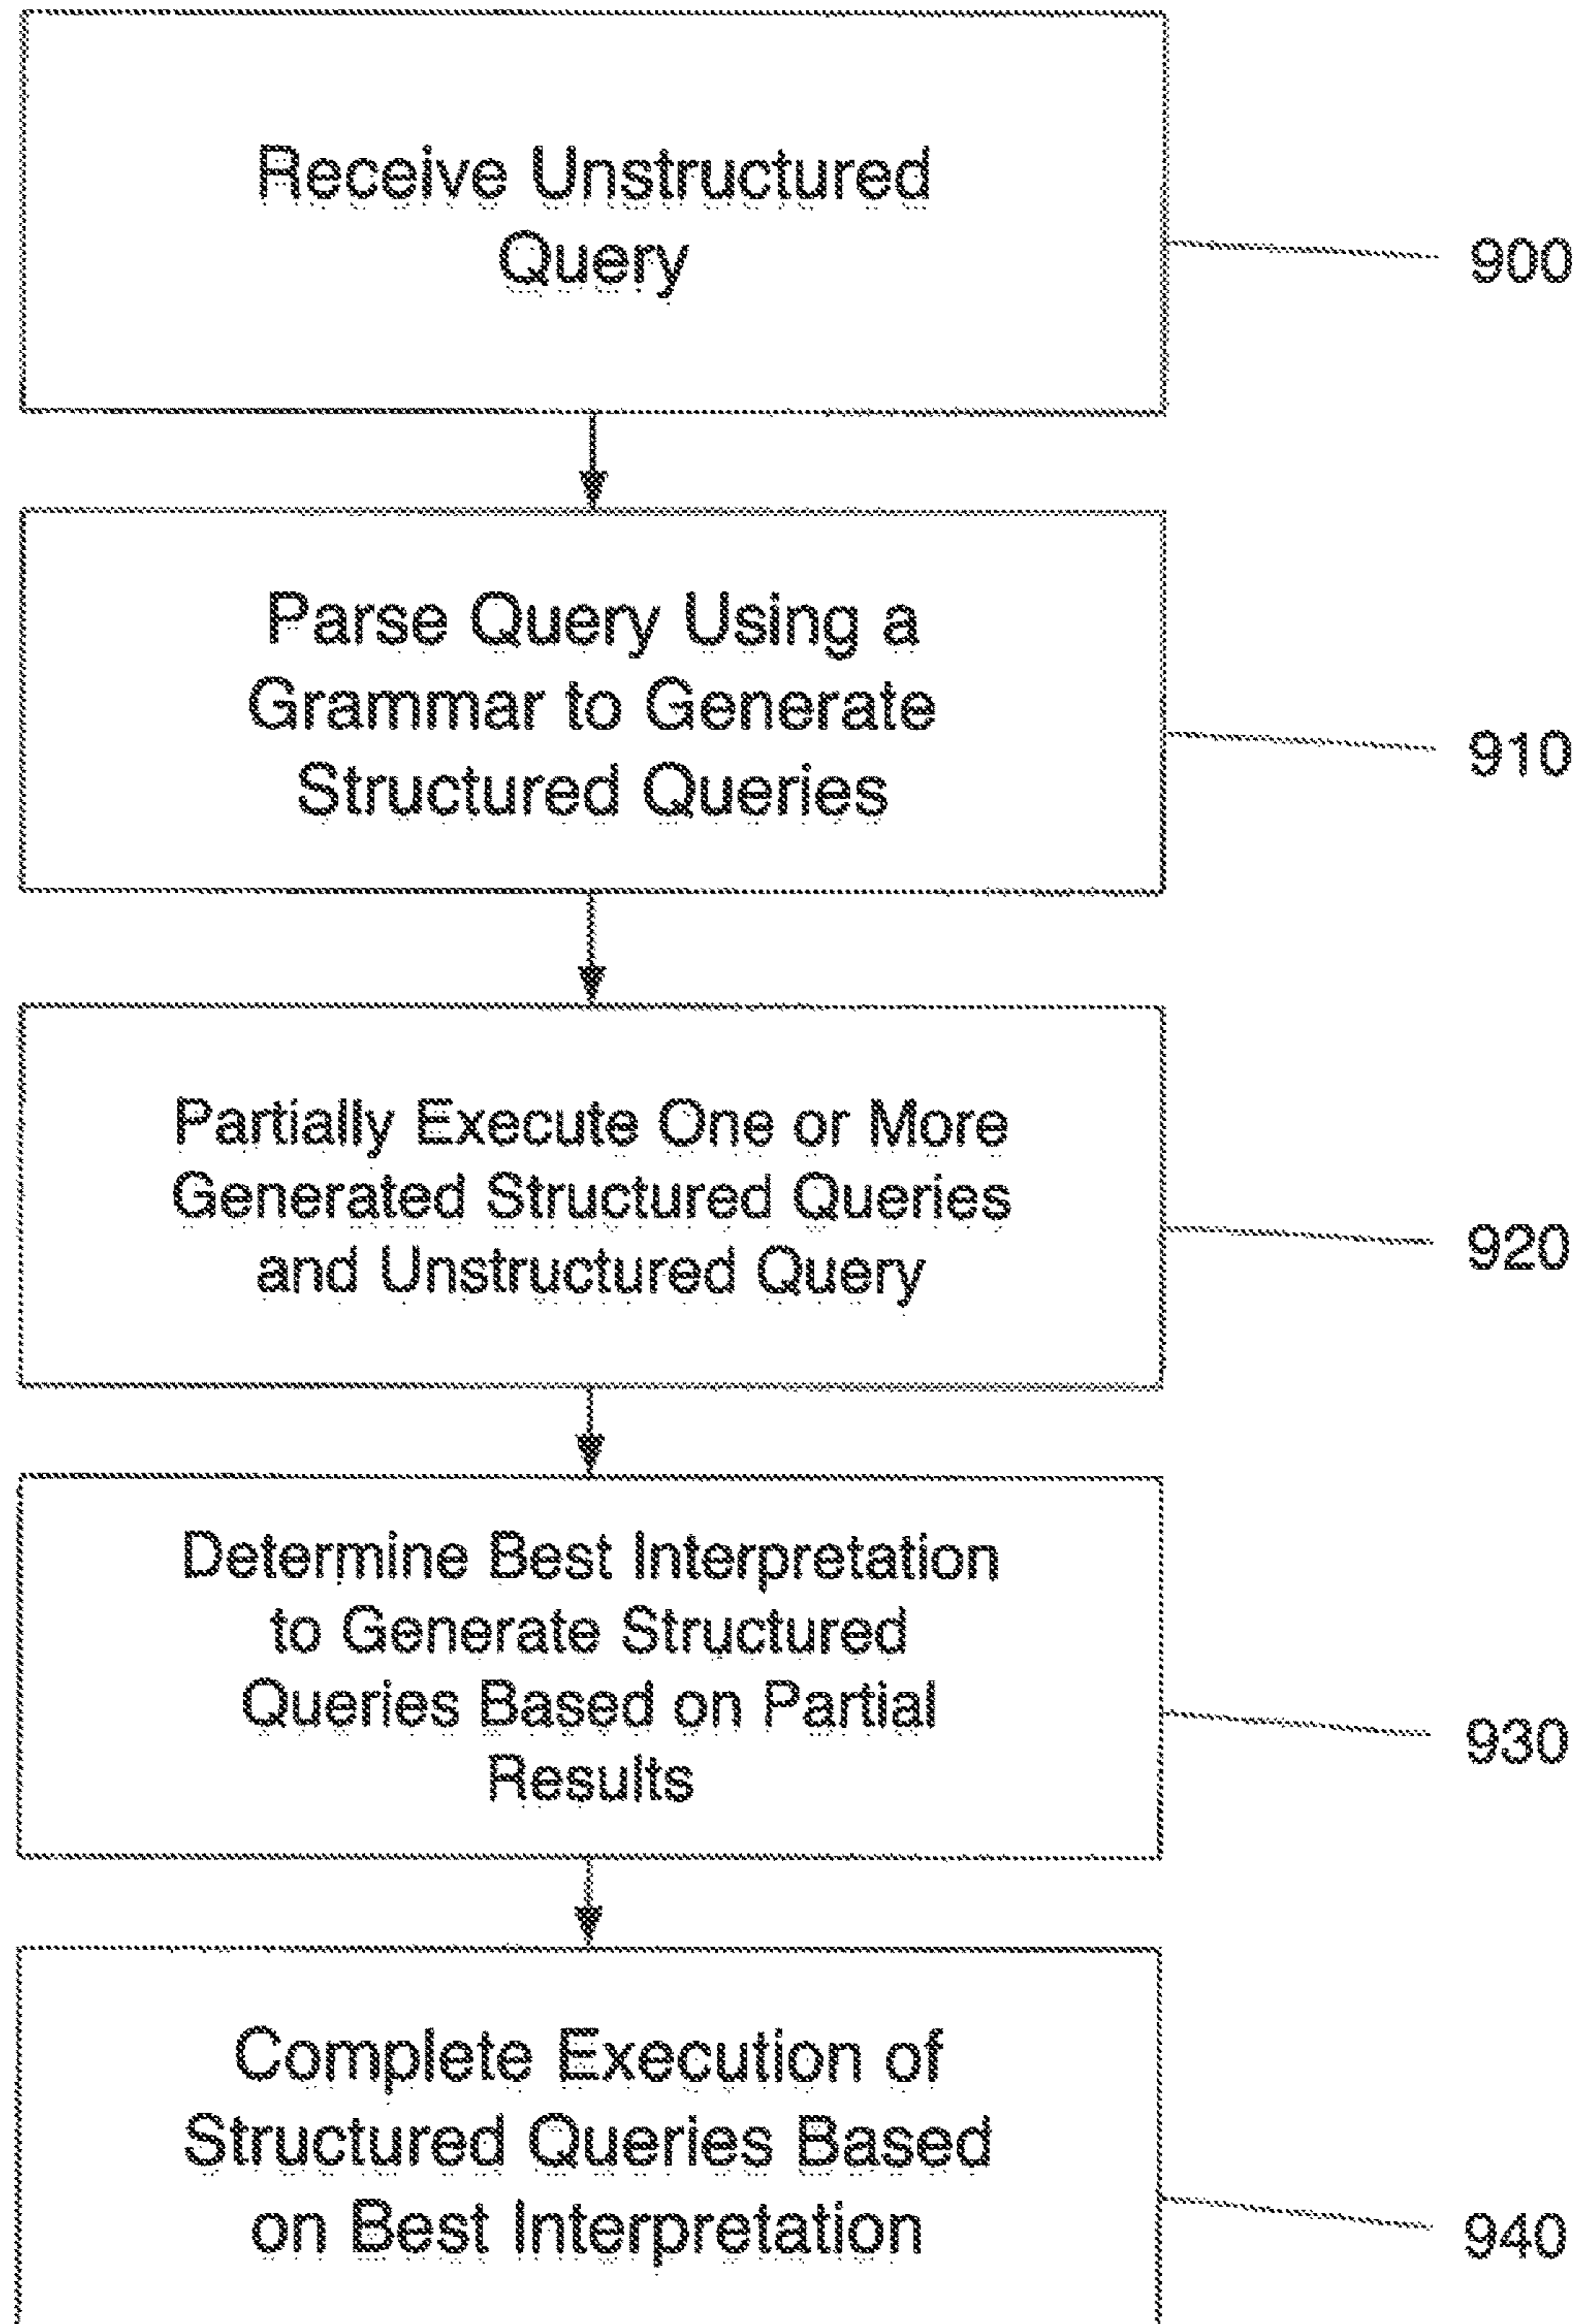 Receive Unstructured
Query
900
Parse Query Using a
Grammar to Generate
Structured Queries
910
Partially Execute One or More
Generated Structured Queries
and Unstructured Query
920
Determine Best Interpretation
to Generate Structured
Queries Based on Partial
Results
930
Complete Execution of
Structured Queries Based
on Best Interpretation
940